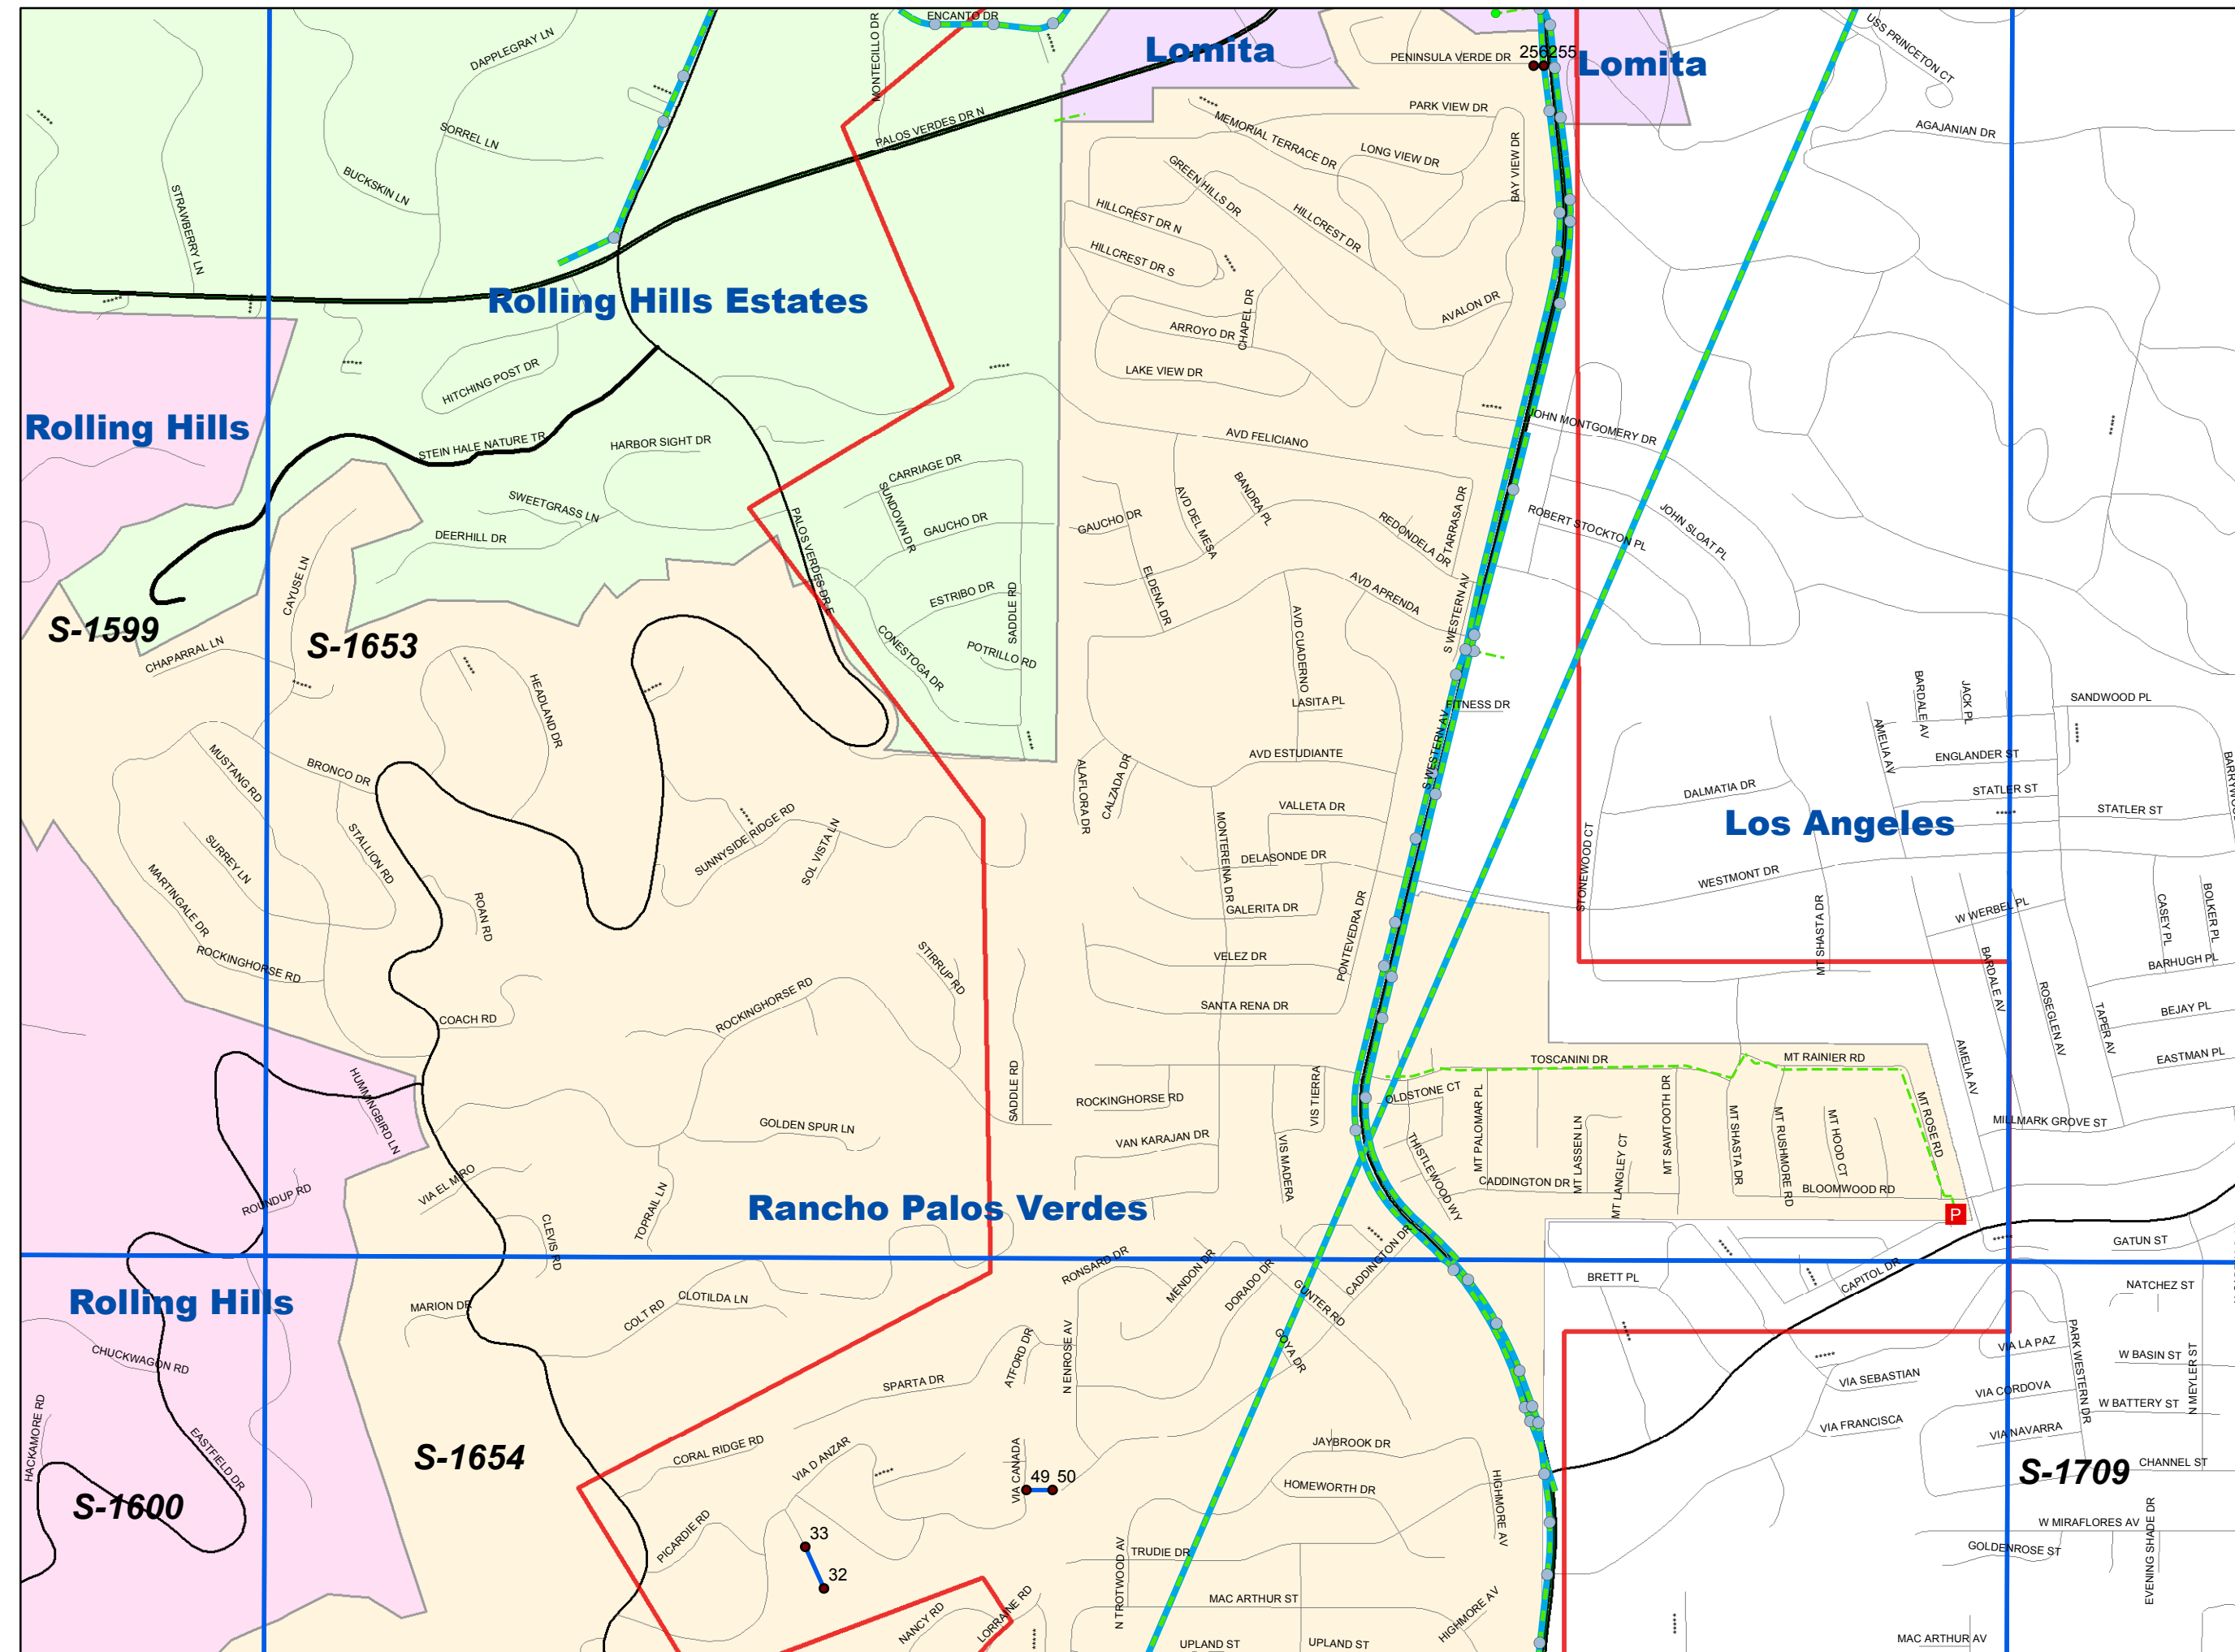 ENCANTO DR
MONTECILLO DR
DAPPLEGRAY LN
Lomita
PENINSULA VERDE DR
256
255
Lomita
USS PRINCETON CT
SORREL LN
PALOS VERDES DR N
PARK VIEW DR
MEMORIAL TERRACE DR
LONG VIEW DR
BAY VIEW DR
AGAJANIAN DR
BUCKSKIN LN
STRAWBERRY LN
GREEN HILLS DR
HILLCREST DR N
HILLCREST DR
HILLCREST DR S
Rolling Hills Estates
CHAPEL DR
ARROYO DR
AVALON DR
LAKE VIEW DR
HITCHING POST DR
Rolling Hills
STEIN HALE NATURE TR
HARBOR SIGHT DR
AVD FELICIANO
JOHN MONTGOMERY DR
CARRIAGE DR
SUNDOWN DR
SWEETGRASS LN
GAUCHO DR
GAUCHO DR
AVD DEL MESA
BANDRA PL
REDONDELA DR
TARRASA DR
ROBERT STOCKTON PL
JOHN SLOAT PL
DEERHILL DR
PALOS VERDES DR E
CAYUSE LN
ESTRIBO DR
SADDLE RD
ELDENA DR
AVD APRENDA
S WESTERN AV
S-1599
S-1653
CHAPARRAL LN
CONESTOGA DR
POTRILLO RD
AVD CUADERNO
LASITA PL
FITNESS DR
HEADLAND DR
BARDALE AV
JACK PL
SANDWOOD PL
AMELIA AV
MUSTANG RD
BRONCO DR
ALAFLORA DR
CALZADA DR
AVD ESTUDIANTE
S WESTERN AV
ENGLANDER ST
DALMATIA DR
STATLER ST
STATLER ST
Los Angeles
SURREY LN
STALLION RD
SUNNYSIDE RIDGE RD
SOL VISTA LN
MONTEREINA DR
VALLETA DR
DELASONDE DR
STONEWOOD CT
WESTMONT DR
MARTINGALE DR
ROAN RD
GALERITA DR
PONTEVEDRA DR
MT SHASTA DR
W WERBEL PL
CASEY PL
BOLKER PL
ROCKINGHORSE RD
STIRRUP RD
VELEZ DR
BARHUGH PL
BARDALE AV
ROSEGLEN AV
TAPER AV
BEJAY PL
COACH RD
ROCKINGHORSE RD
SANTA RENA DR
EASTMAN PL
TOSCANINI DR
MT RAINIER RD
AMELIA AV
HUMMINGBIRD LN
SADDLE RD
ROCKINGHORSE RD
VIS TIERRA
OLDSTONE CT
MT PALOMAR PL
MT SAWTOOTH DR
MT ROSE RD
MILLMARK GROVE ST
GOLDEN SPUR LN
VAN KARAJAN DR
VIS MADERA
THISTLEWOOD WY
MT LASSEN LN
MT LANGLEY CT
MT SHASTA DR
MT RUSHMORE RD
MT HOOD CT
VIA EL MIRO
ROUNDUP RD
TOPRAIL LN
CADDINGTON DR
BLOOMWOOD RD
Rancho Palos Verdes
P
CLEVIS RD
GATUN ST
RONSARD DR
MENDON DR
DORADO DR
CADDINGTON DR
GUNTER RD
BRETT PL
CAPITOL DR
NATCHEZ ST
Rolling Hills
MARION DR
COLT RD
CLOTILDA LN
CHUCKWAGON RD
ATFORD DR
N ENROSE AV
GOYA DR
VIA LA PAZ
PARK WESTERN DR
W BASIN ST
N MEYLER ST
SPARTA DR
VIA SEBASTIAN
VIA CORDOVA
W BATTERY ST
HACKAMORE RD
EASTFIELD DR
VIA FRANCISCA
VIA NAVARRA
S-1654
CORAL RIDGE RD
VIA D ANZAR
VIA CANADA
49
50
JAYBROOK DR
HOMEWORTH DR
HIGHMORE AV
CHANNEL ST
S-1709
S-1600
PICARDIE RD
33
32
N TROTWOOD AV
TRUDIE DR
W MIRAFLORES AV
GOLDENROSE ST
EVENING SHADE DR
NANCY RD
LORRAINE RD
MAC ARTHUR ST
HIGHMORE AV
UPLAND ST
UPLAND ST
MAC ARTHUR AV